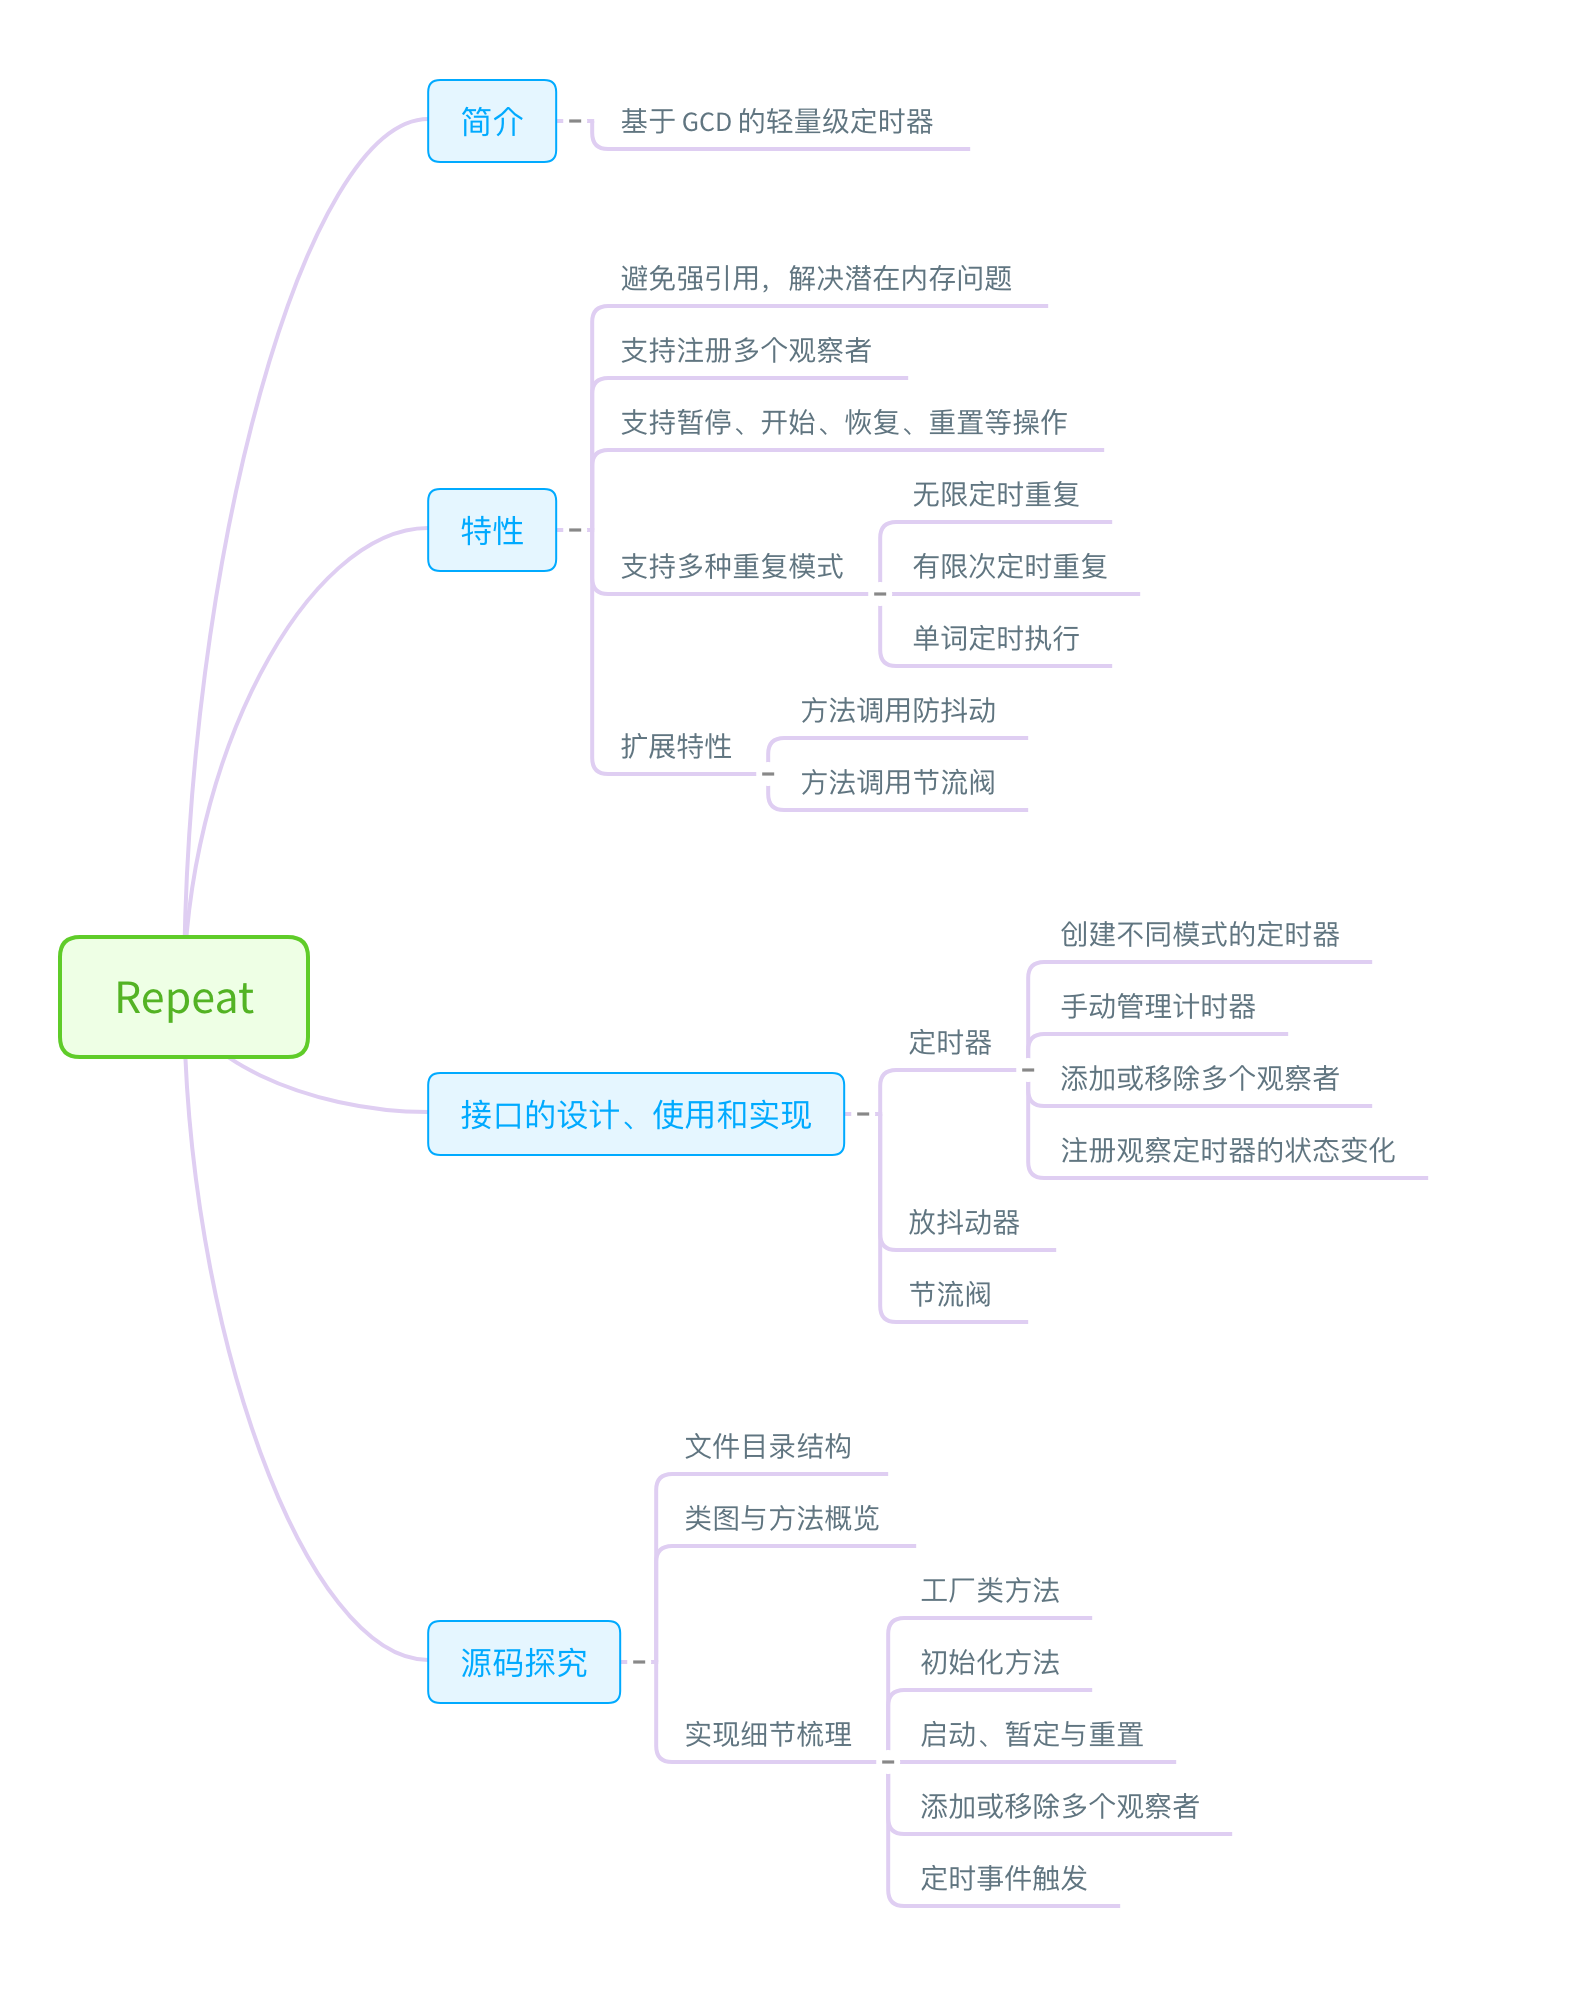 简介
基于 GCD 的轻量级定时器
避免强引用，解决潜在内存问题
支持注册多个观察者
支持暂停、开始、恢复、重置等操作
特性
支持多种重复模式
无限定时重复
有限次定时重复
单词定时执行
扩展特性
方法调用防抖动
方法调用节流阀
Repeat
接口的设计、使用和实现
定时器
创建不同模式的定时器
手动管理计时器
添加或移除多个观察者
注册观察定时器的状态变化
放抖动器
节流阀
源码探究
文件目录结构
类图与方法概览
实现细节梳理
工厂类方法
初始化方法
启动、暂定与重置
添加或移除多个观察者
定时事件触发